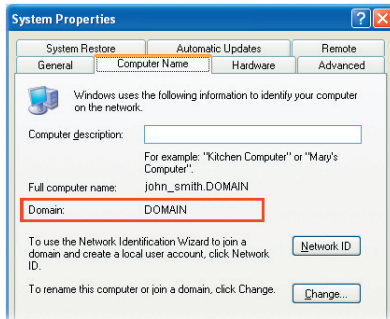 System Properties
System Restore Automatic Updates Remote
General Computer Name Hardware Advanced
Windows uses the following information to identify your computer
on the network.
Computer description:
For example: "Kitchen Computer" or "Mary's
Computer".
Full computer name: john_smith.DOMAIN
Domain: DOMAIN
To use the Network Identification Wizard to join a
domain and create a local user account, click Network
ID.
Network ID
To rename this computer or join a domain, click Change.
Change...